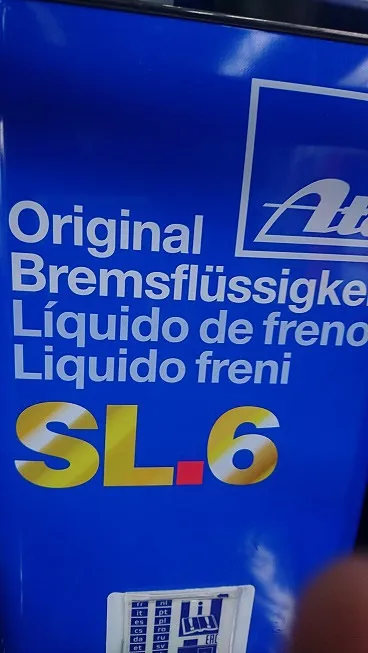 Original
Bremsflüssigke
Líquido de freno
Liquido freni
SL.6